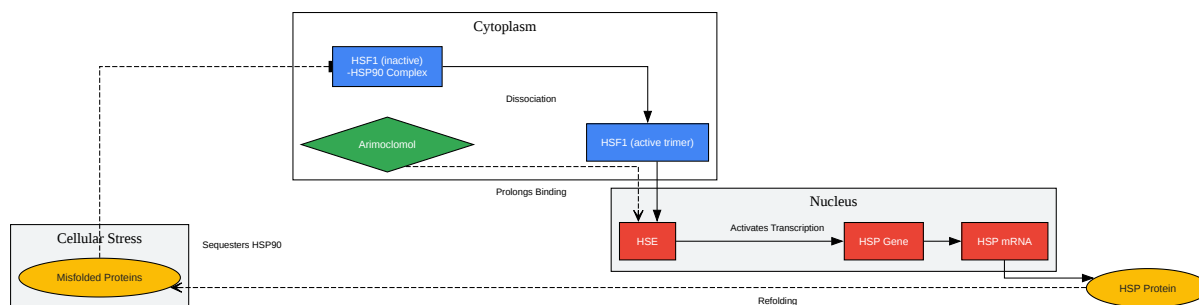 Cytoplasm
HSF1 (inactive)
-HSP90 Complex
Dissociation
Arimoclomol
HSF1 (active trimer)
Prolongs Binding
Nucleus
HSE
Activates Transcription
HSP Gene
HSP mRNA
Cellular Stress
Sequesters HSP90
Misfolded Proteins
HSP Protein
Refolding